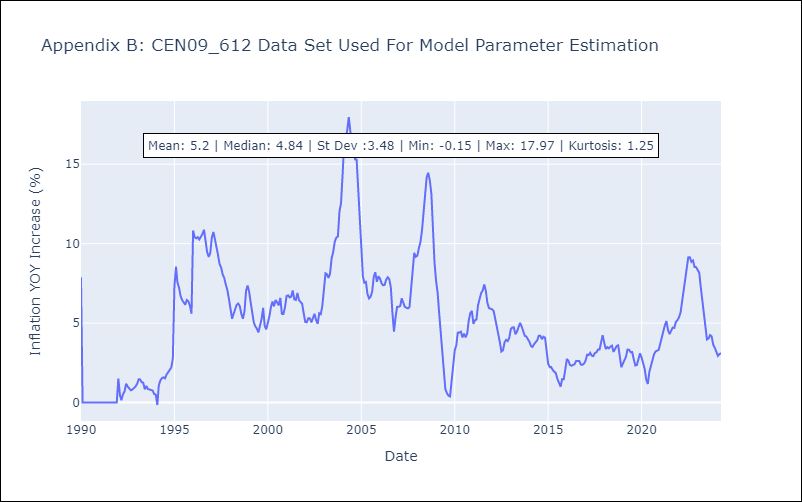 Appendix B: CEN09_612 Data Set Used For Model Parameter Estimation
Mean: 5.2 | Median: 4.84 | St Dev :3.48 | Min: -0.15 | Max: 17.97 | Kurtosis: 1.25
Inflation YOY Increase (%)
15
10
5
0
1990 1995 2000 2005 2010 2015 2020
Date